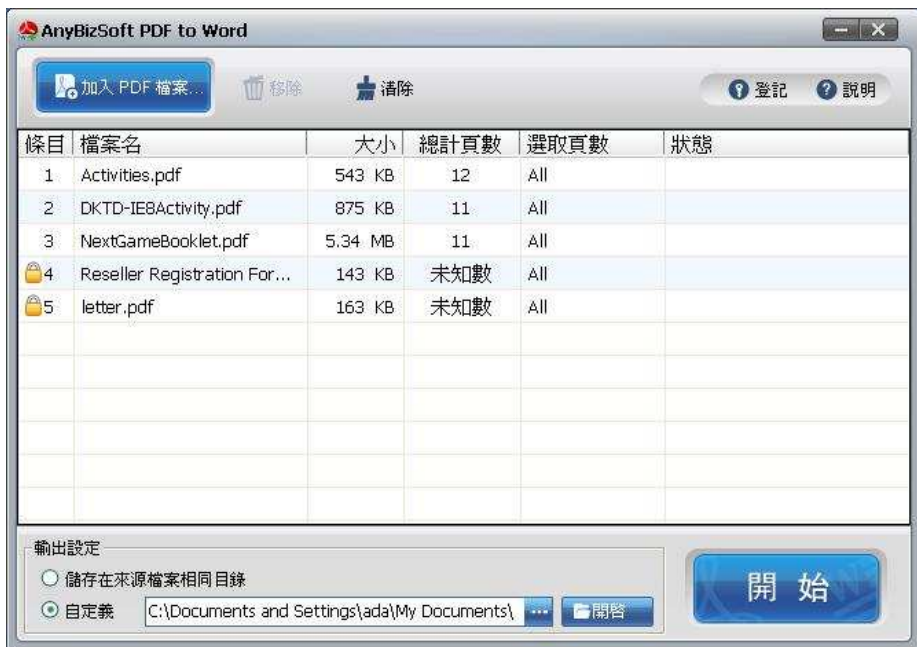 AnyBizSoft PDF to Word
加入 PDF 檔案... 移除 清除 登記 說明
條目 檔案名 大小 總計頁數 選取頁數 狀態
1 Activities.pdf 543 KB 12 All
2 DKTD-IE8Activity.pdf 875 KB 11 All
3 NextGameBooklet.pdf 5.34 MB 11 All
4 Reseller Registration For... 143 KB 未知數 All
5 letter.pdf 163 KB 未知數 All
輸出設定
儲存在來源檔案相同目錄
自定義 C:\Documents and Settings\ada\My Documents\ ... 開啓
開 始